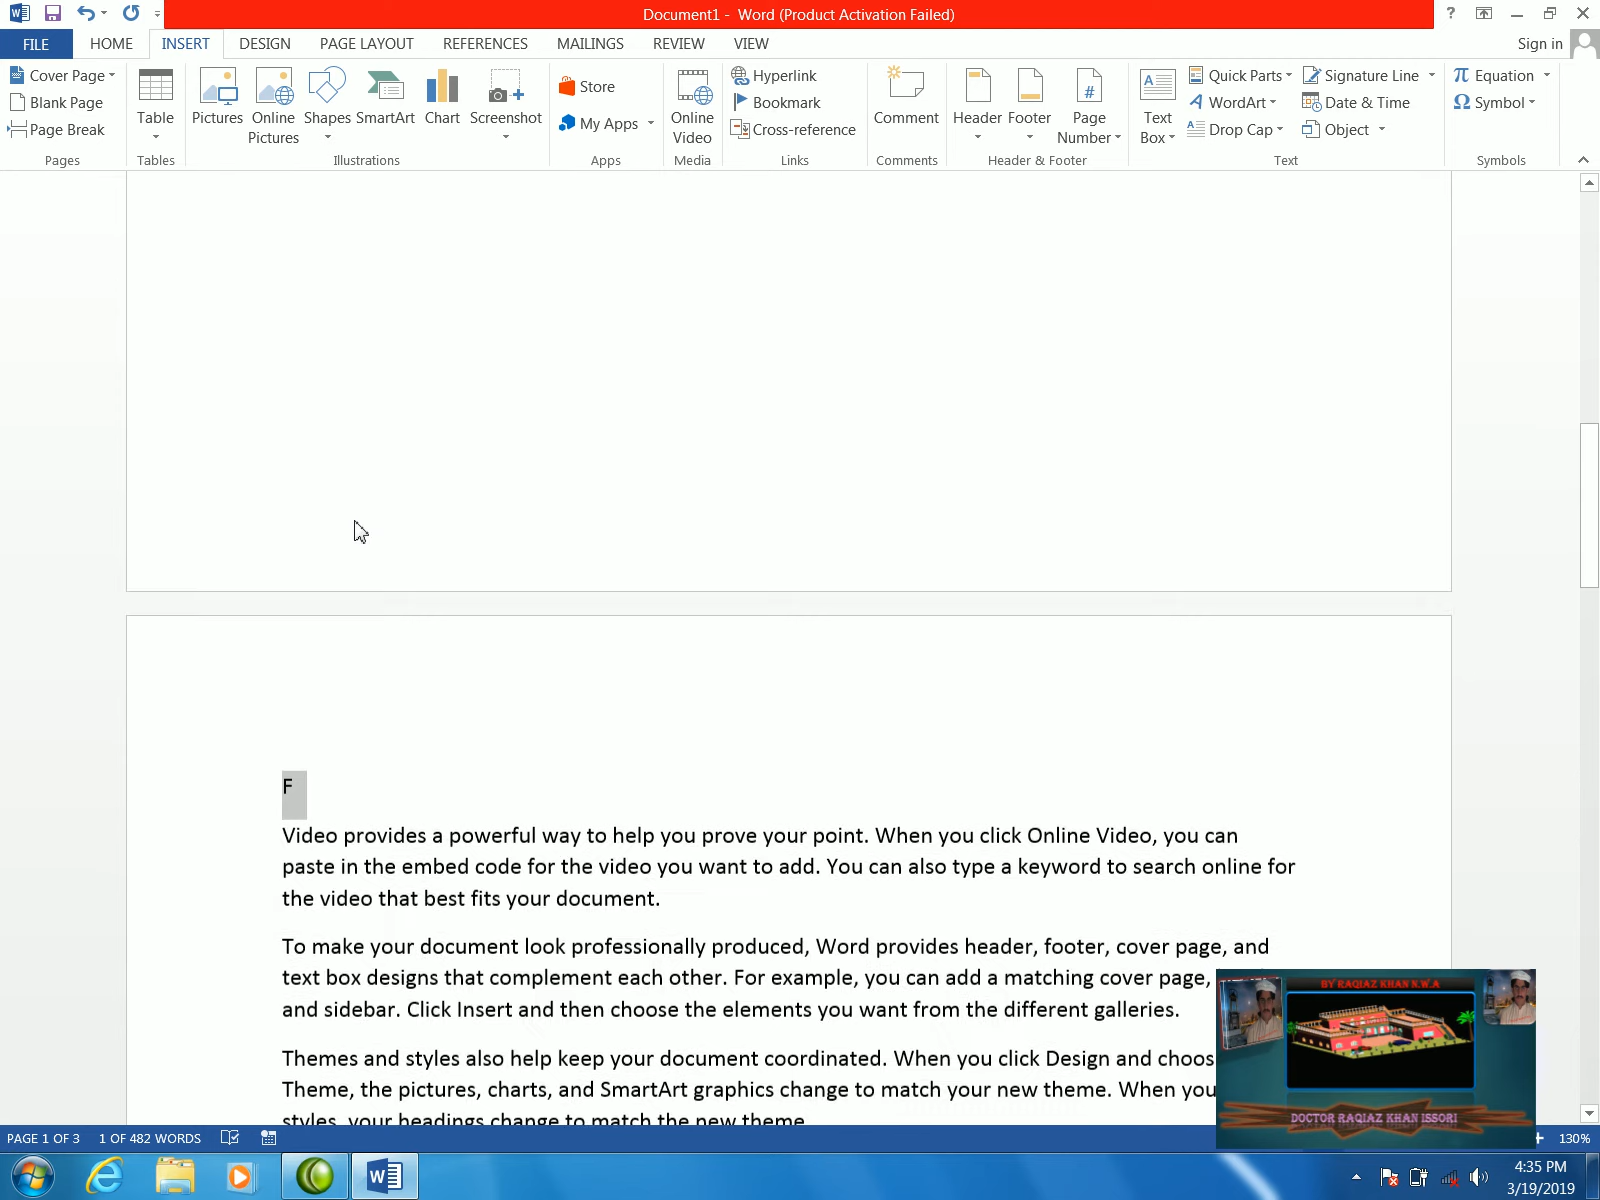 Document1 - Word (Product Activation Failed)
?
FILE HOME INSERT DESIGN PAGE LAYOUT REFERENCES MAILINGS REVIEW VIEW Sign in
Cover Page
Blank Page
Page Break
Pages
Table
Tables
Pictures
Online
Pictures
Shapes
SmartArt
Chart
Screenshot
Illustrations
Store
My Apps
Apps
Online
Video
Media
Hyperlink
Bookmark
Cross-reference
Links
Comment
Comments
Header
Footer
Page
Number
Header & Footer
Text
Box
Quick Parts
WordArt
Drop Cap
Signature Line
Date & Time
Object
Text
Equation
Symbol
Symbols
F
Video provides a powerful way to help you prove your point. When you click Online Video, you can
paste in the embed code for the video you want to add. You can also type a keyword to search online for
the video that best fits your document.
To make your document look professionally produced, Word provides header, footer, cover page, and
text box designs that complement each other. For example, you can add a matching cover page,
and sidebar. Click Insert and then choose the elements you want from the different galleries.
Themes and styles also help keep your document coordinated. When you click Design and choos
Theme, the pictures, charts, and SmartArt graphics change to match your new theme. When you
styles, your headings change to match the new theme.
BY RAQIAZ KHAN N.W.A
DOCTOR RAQIAZ KHAN ISSORI
PAGE 1 OF 3 1 OF 482 WORDS
130%
4:35 PM
3/19/2019